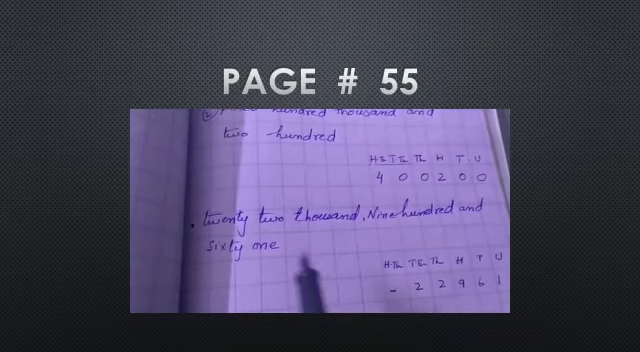 PAGE # 55
hundred thousand and
two - hundred
H Th T Th Th H T U
4 0 0 2 0 0
. twenty two thousand, Nine hundred and
sixty one
H Th T Th Th H T U
- 2 2 9 6 1